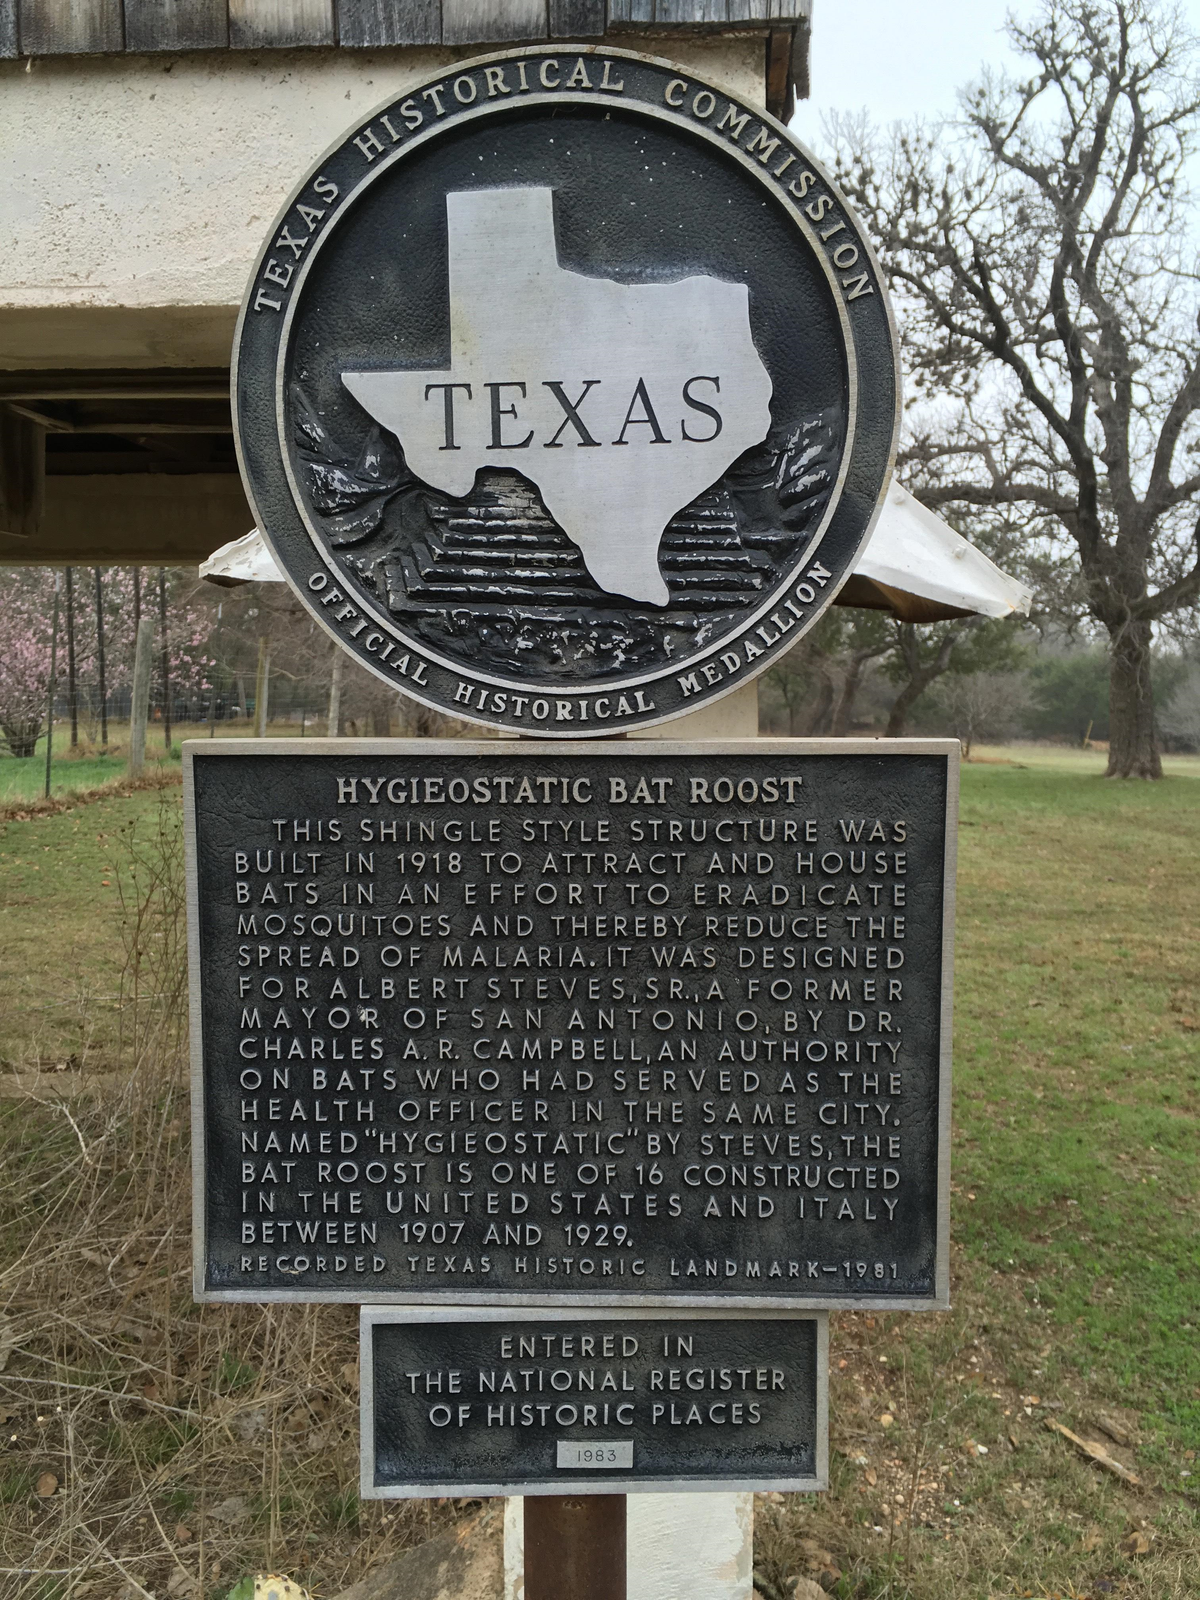 TEXAS HISTORICAL COMMISSION
TEXAS
OFFICIAL HISTORICAL MEDALLION
HYGIEOSTATIC BAT ROOST
THIS SHINGLE STYLE STRUCTURE WAS
BUILT IN 1918 TO ATTRACT AND HOUSE
BATS IN AN EFFORT TO ERADICATE
MOSQUITOES AND THEREBY REDUCE THE
SPREAD OF MALARIA. IT WAS DESIGNED
FOR ALBERT STEVES, SR., A FORMER
MAYOR OF SAN ANTONIO, BY DR.
CHARLES A. R. CAMPBELL, AN AUTHORITY
ON BATS WHO HAD SERVED AS THE
HEALTH OFFICER IN THE SAME CITY.
NAMED "HYGIEOSTATIC" BY STEVES, THE
BAT ROOST IS ONE OF 16 CONSTRUCTED
IN THE UNITED STATES AND ITALY
BETWEEN 1907 AND 1929.
RECORDED TEXAS HISTORIC LANDMARK—1981
ENTERED IN
THE NATIONAL REGISTER
OF HISTORIC PLACES
1983